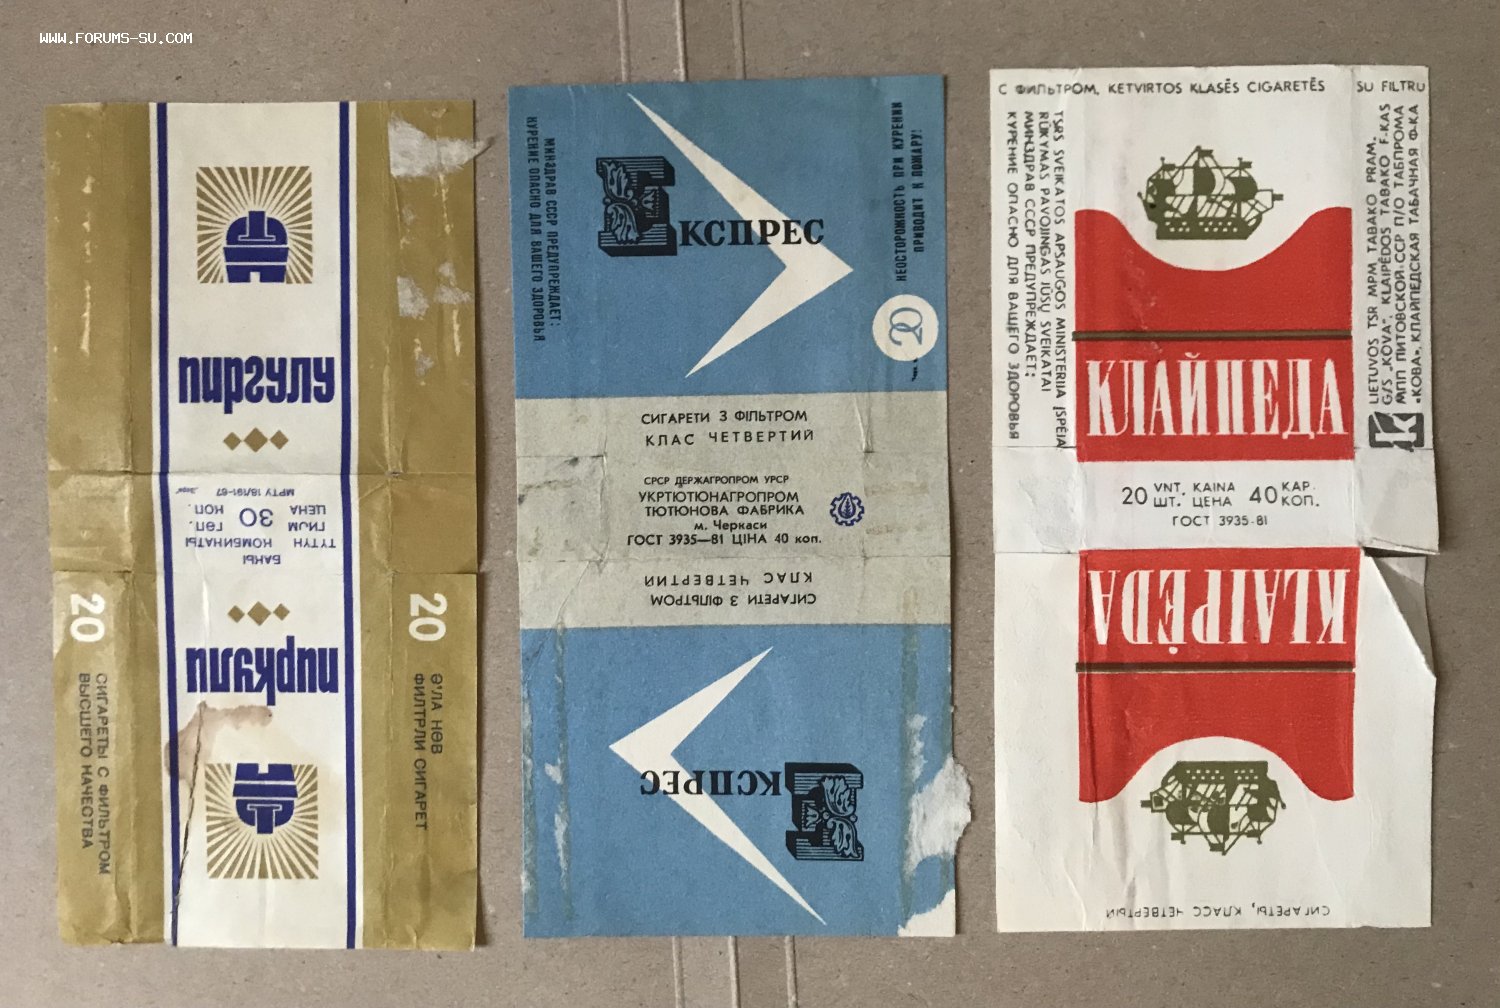 WWW.FORUMS-SU.COM
пиргулу
БАКЫ
ТҮТҮН КОМБИНАТЫ
ГИЈМ. 30 ГӘП.
ЦЕНА КОП.
МРТУ 18/191-67
пиркули
20
СИГАРЕТЫ С ФИЛЬТРОМ
ВЫСШЕГО КАЧЕСТВА
20
Ә'ЛА НӨВ
ФИЛТРЛИ СИГАРЕТ
МИНЗДРАВ СССР ПРЕДУПРЕЖДАЕТ:
КУРЕНИЕ ОПАСНО ДЛЯ ВАШЕГО ЗДОРОВЬЯ
ЕКСПРЕС
НЕОСТОРОЖНОСТЬ ПРИ КУРЕНИИ
ПРИВОДИТ К ПОЖАРУ!
20
СИГАРЕТИ З ФІЛЬТРОМ
КЛАС ЧЕТВЕРТИЙ
СРСР ДЕРЖАГРОПРОМ УРСР
УКРТЮТЮНАГРОПРОМ
ТЮТЮНОВА ФАБРИКА
м. Черкаси
ГОСТ 3935—81 ЦІНА 40 коп.
СИГАРЕТИ З ФІЛЬТРОМ
КЛАС ЧЕТВЕРТИЙ
ЕКСПРЕС
С ФИЛЬТРОМ, KETVIRTOS KLASĖS CIGARETĖS SU FILTRU
TSRS SVEIKATOS APSAUGOS MINISTERIJA ĮSPĖJA
RŪKYMAS PAVOJINGAS JŪSŲ SVEIKATAI
МИНЗДРАВ СССР ПРЕДУПРЕЖДАЕТ:
КУРЕНИЕ ОПАСНО ДЛЯ ВАШЕГО ЗДОРОВЬЯ
КЛАЙПЕДА
LIETUVOS TSR MPM TABAKO PRAM.
G/S „KOVA“. KLAIPĖDOS TABAKO F-KAS
МПП ЛИТОВСКОЙ ССР П/О ТАБПРОМА
«КОВА». КЛАЙПЕДСКАЯ ТАБАЧНАЯ Ф-КА
20 VNT. KAINA 40 KAP.
ШТ. ЦЕНА КОП.
ГОСТ 3935-81
KLAIPĖDA
СИГАРЕТЫ, КЛАСС ЧЕТВЕРТЫЙ